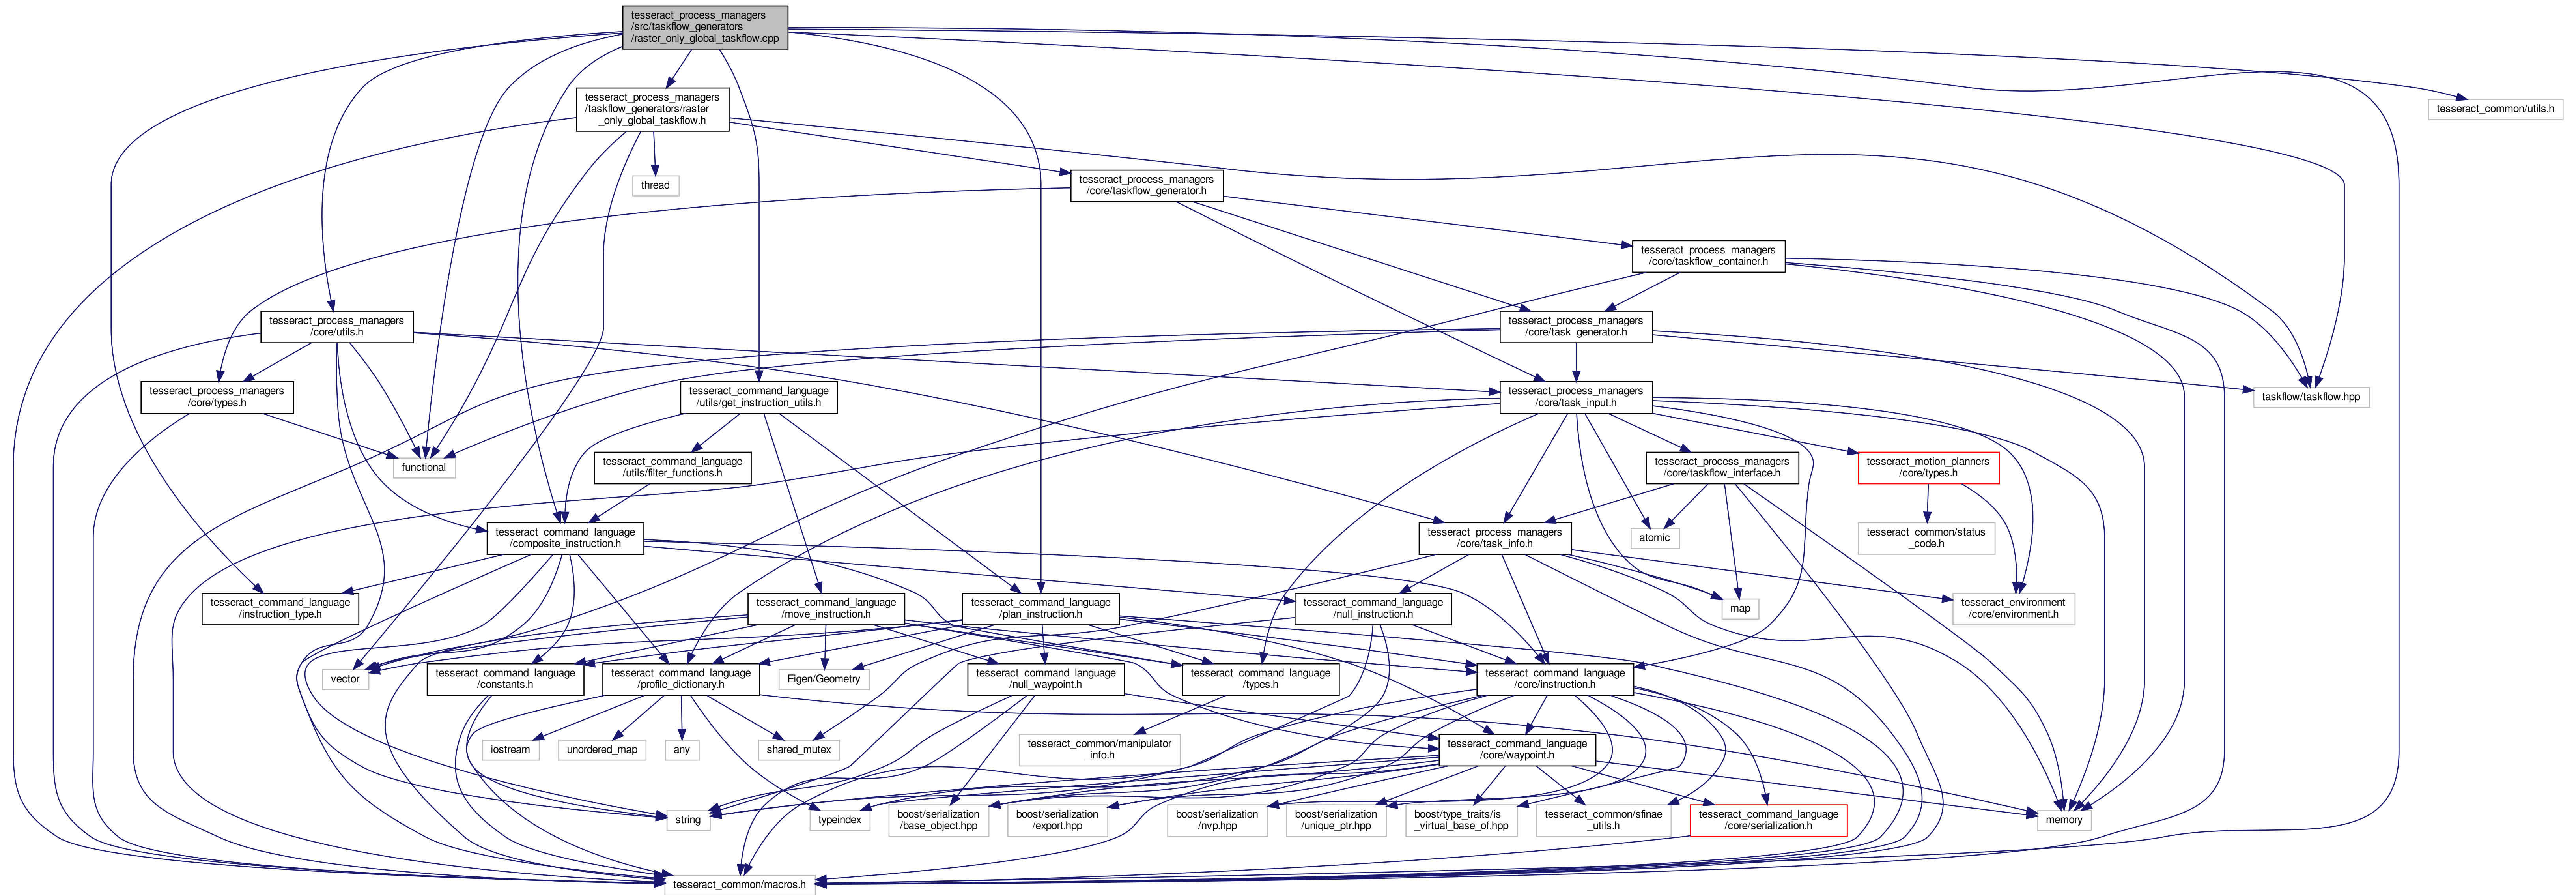 tesseract_process_managers
/src/taskflow_generators
/raster_only_global_taskflow.cpp
tesseract_process_managers
/taskflow_generators/raster
_only_global_taskflow.h
tesseract_common/utils.h
thread
tesseract_process_managers
/core/taskflow_generator.h
tesseract_process_managers
/core/taskflow_container.h
tesseract_process_managers
/core/utils.h
tesseract_process_managers
/core/task_generator.h
tesseract_process_managers
/core/types.h
tesseract_command_language
/utils/get_instruction_utils.h
tesseract_process_managers
/core/task_input.h
taskflow/taskflow.hpp
functional
tesseract_command_language
/utils/filter_functions.h
tesseract_process_managers
/core/taskflow_interface.h
tesseract_motion_planners
/core/types.h
tesseract_command_language
/composite_instruction.h
tesseract_process_managers
/core/task_info.h
atomic
tesseract_common/status
_code.h
tesseract_command_language
/instruction_type.h
tesseract_command_language
/move_instruction.h
tesseract_command_language
/plan_instruction.h
tesseract_command_language
/null_instruction.h
map
tesseract_environment
/core/environment.h
vector
tesseract_command_language
/constants.h
tesseract_command_language
/profile_dictionary.h
Eigen/Geometry
tesseract_command_language
/null_waypoint.h
tesseract_command_language
/types.h
tesseract_command_language
/core/instruction.h
iostream
unordered_map
any
shared_mutex
tesseract_common/manipulator
_info.h
tesseract_command_language
/core/waypoint.h
string
typeindex
boost/serialization
/base_object.hpp
boost/serialization
/export.hpp
boost/serialization
/nvp.hpp
boost/serialization
/unique_ptr.hpp
boost/type_traits/is
_virtual_base_of.hpp
tesseract_common/sfinae
_utils.h
tesseract_command_language
/core/serialization.h
memory
tesseract_common/macros.h